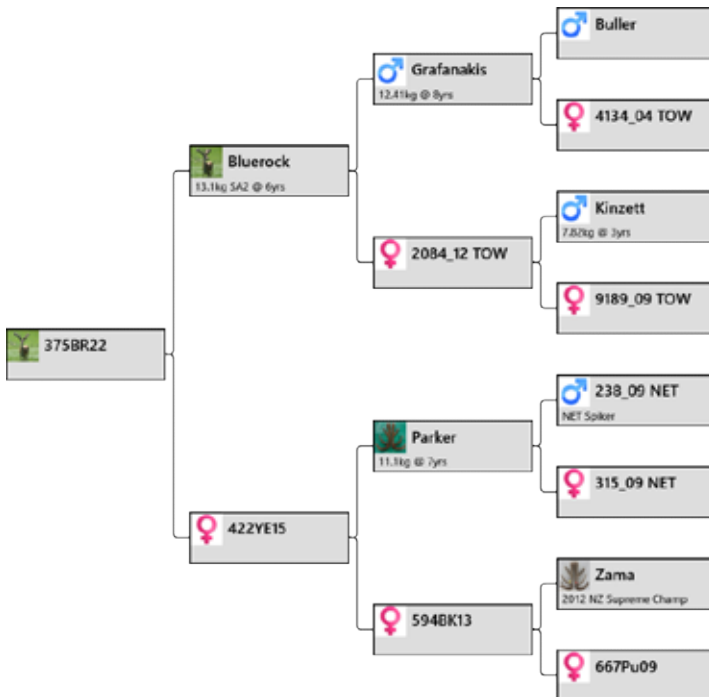 Buller
Grafanakis
12.41kg @ 8yrs
4134_04 TOW
Bluerock
13.1kg SA2 @ 6yrs
Kinzett
7.82kg @ 3yrs
2084_12 TOW
9189_09 TOW
375BR22
238_09 NET
NET Spiker
Parker
11.1kg @ 7yrs
315_09 NET
422YE15
Zama
2012 NZ Supreme Champ
594BK13
667Pu09